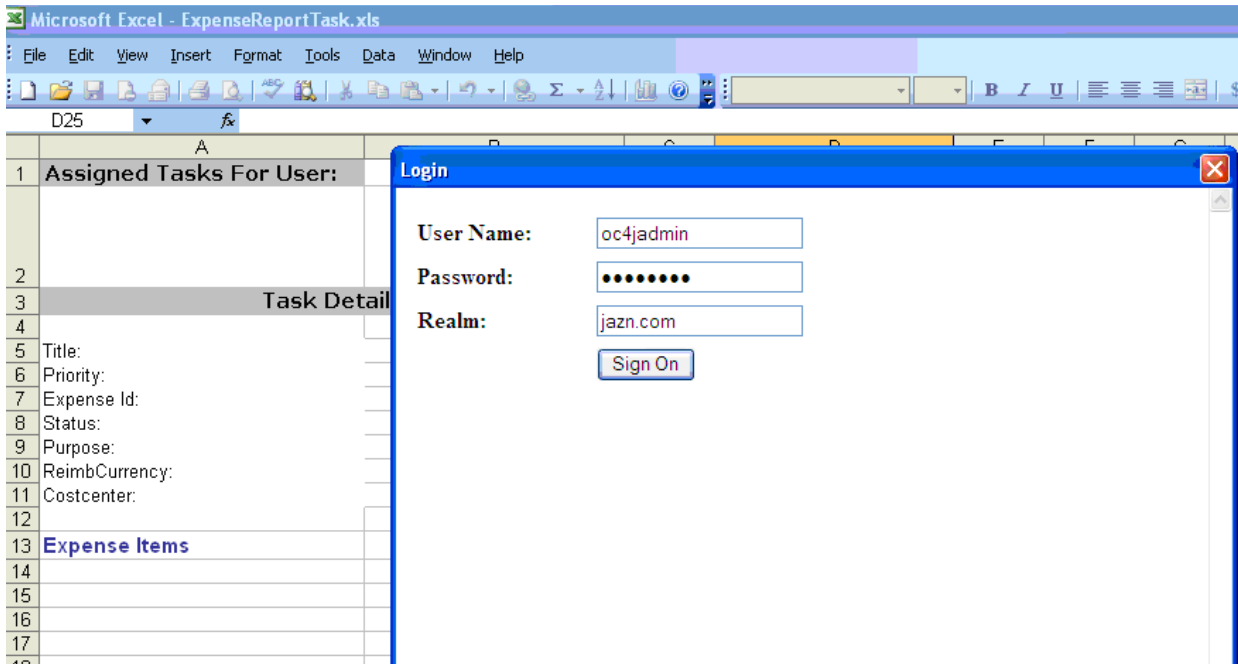 Microsoft Excel - ExpenseReportTask.xls
File Edit View Insert Format Tools Data Window Help
ABC Σ B I U $
D25 fx
A
1 Assigned Tasks For User:
2
3 Task Detail
4
5 Title:
6 Priority:
7 Expense Id:
8 Status:
9 Purpose:
10 ReimbCurrency:
11 Costcenter:
12
13 Expense Items
14
15
16
17
Login
User Name: oc4jadmin
Password: ●●●●●●●●
Realm: jazn.com
Sign On